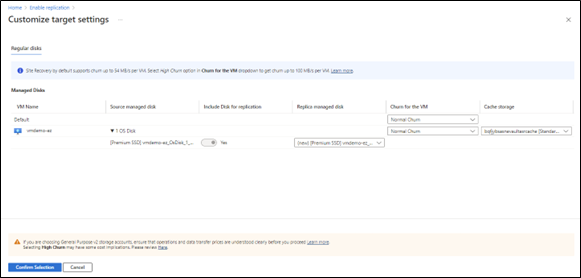 Home > Enable replication >
Customize target settings ...
Regular disks
Site Recovery by default supports churn up to 54 MB/s per VM. Select High Churn option in Churn for the VM dropdown to get churn up to 100 MB/s per VM. Learn more
Managed Disks
VM Name Source managed disk Include Disk for replication Replica managed disk Churn for the VM Cache storage
Default Normal Churn
vmdemo-ez 1 OS Disk Normal Churn [Standar...
[Premium SSD] vmdemo-ez_OsDisk_1_... Yes (new) [Premium SSD] vmdemo-ez_...
If you are choosing General Purpose v2 storage accounts, ensure that operations and data transfer prices are understood clearly before you proceed. Learn more
Selecting High Churn may have some cost implications. Please review Here.
Confirm Selection Cancel